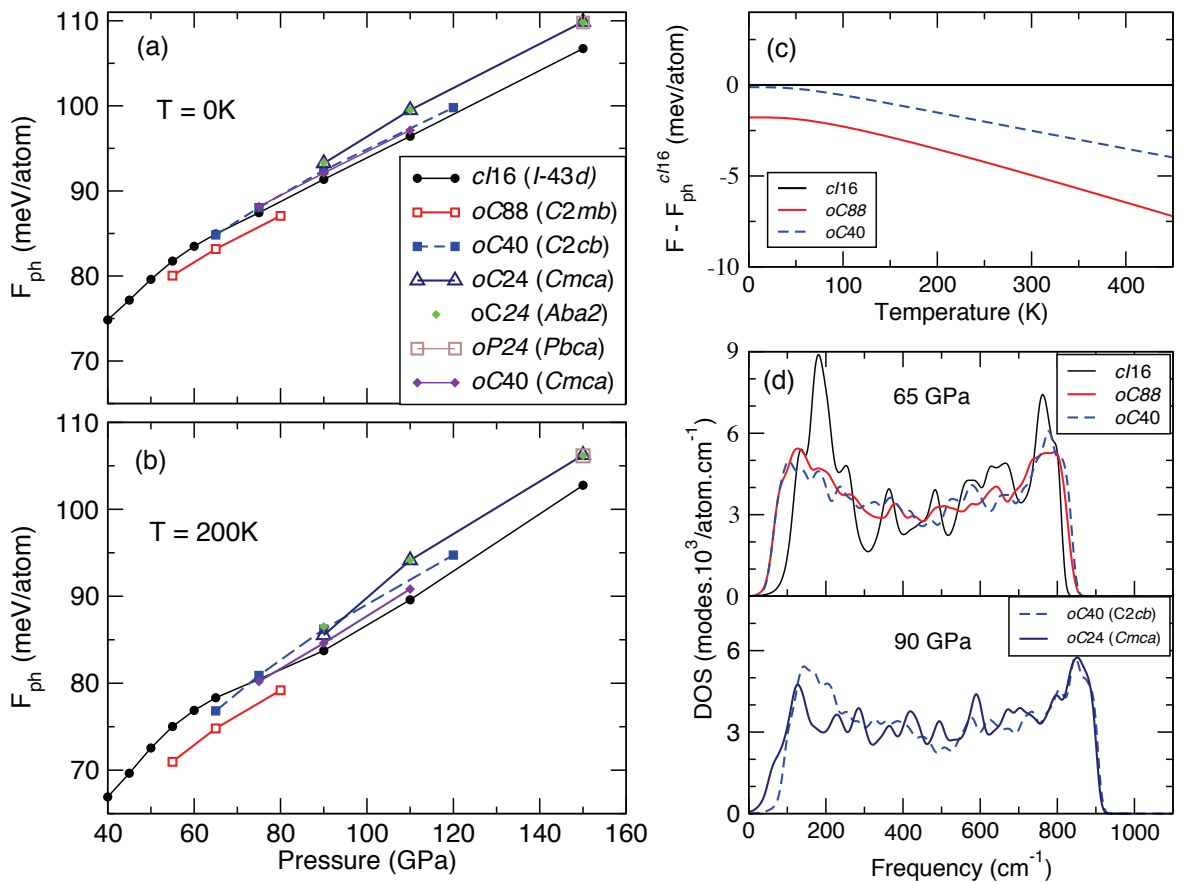 (a)
T = 0K
F_ph (meV/atom)
110
100
90
80
70
cI16 (I-43d)
oC88 (C2mb)
oC40 (C2cb)
oC24 (Cmca)
oC24 (Aba2)
oP24 (Pbca)
oC40 (Cmca)
(b)
T = 200K
F_ph (meV/atom)
110
100
90
80
70
40 60 80 100 120 140 160
Pressure (GPa)
(c)
F - F_ph^cI16 (mev/atom)
0
-5
-10
cI16
oC88
oC40
0 100 200 300 400
Temperature (K)
(d)
65 GPa
cI16
oC88
oC40
9
6
3
0
90 GPa
oC40 (C2cb)
oC24 (Cmca)
6
3
0
DOS (modes.10^3/atom.cm^-1)
0 200 400 600 800 1000
Frequency (cm^-1)